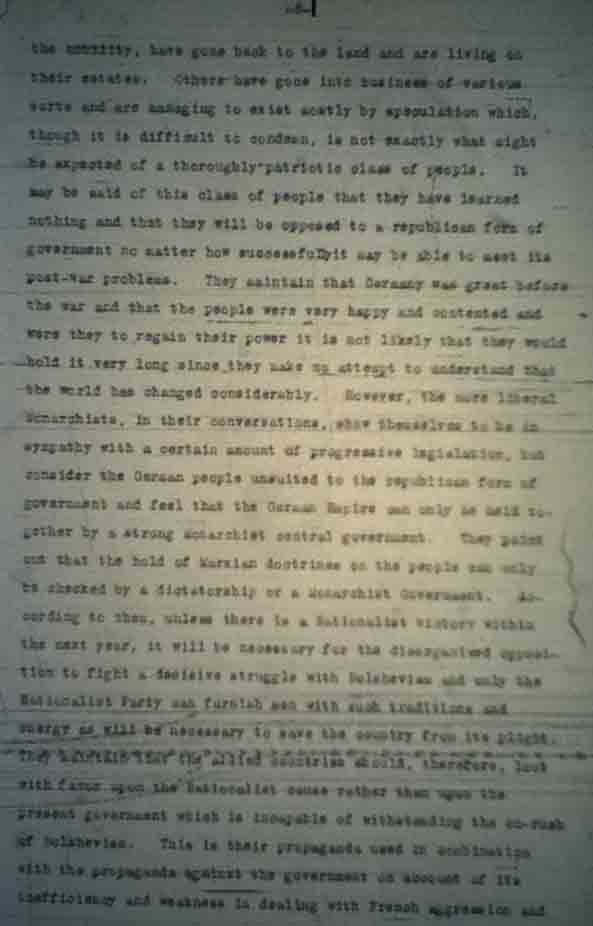 -8-
the nobility, have gone back to the land and are living on
their estates. Others have gone into business of various
sorts and are managing to exist mostly by speculation which,
though it is difficult to condemn, is not exactly what might
be expected of a thoroughly patriotic class of people. It
may be said of this class of people that they have learned
nothing and that they will be opposed to a republican form of
government no matter how successfully it may be able to meet its
post-war problems. They maintain that Germany was great before
the war and that the people were very happy and contented and
were they to regain their power it is not likely that they would
hold it very long since they make no attempt to understand that
the world has changed considerably. However, the more liberal
Monarchists, in their conversations, show themselves to be in
sympathy with a certain amount of progressive legislation, but
consider the German people unsuited to the republican form of
government and feel that the German Empire can only be held to-
gether by a strong Monarchist central government. They point
out that the hold of Marxian doctrines on the people can only
be checked by a dictatorship or a Monarchist Government. Ac-
cording to them, unless there is a Nationalist victory within
the next year, it will be necessary for the disorganized opposi-
tion to fight a decisive struggle with Bolshevism and only the
Nationalist Party can furnish men with such traditions and
energy as will be necessary to save the country from its plight.
They maintain that the Allied countries should, therefore, look
with favor upon the Nationalist cause rather than upon the
present government which is incapable of withstanding the on-rush
of Bolshevism. This is their propaganda used in combination
with the propaganda against the government on account of its
inefficiency and weakness in dealing with French aggression and